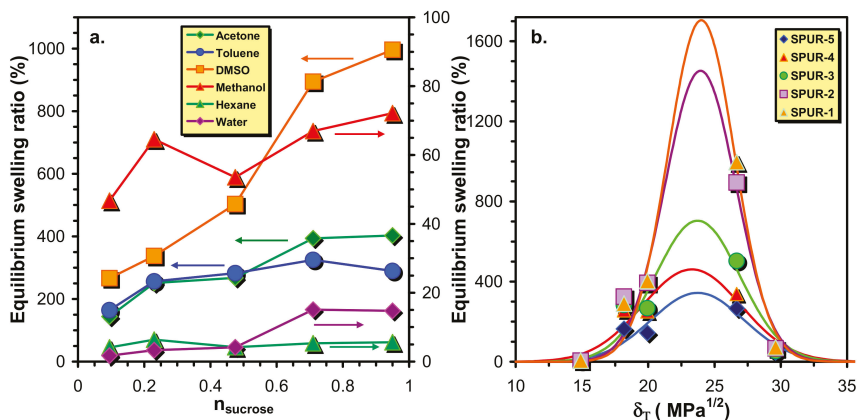 a.
Equilibrium swelling ratio (%)
1000
800
600
400
200
0
Acetone
Toluene
DMSO
Methanol
Hexane
Water
100
80
60
40
20
0
0 0.2 0.4 0.6 0.8 1
n sucrose
b.
Equilibrium swelling ratio (%)
1600
1200
800
400
0
SPUR-5
SPUR-4
SPUR-3
SPUR-2
SPUR-1
10 15 20 25 30 35
δT ( MPa1/2)